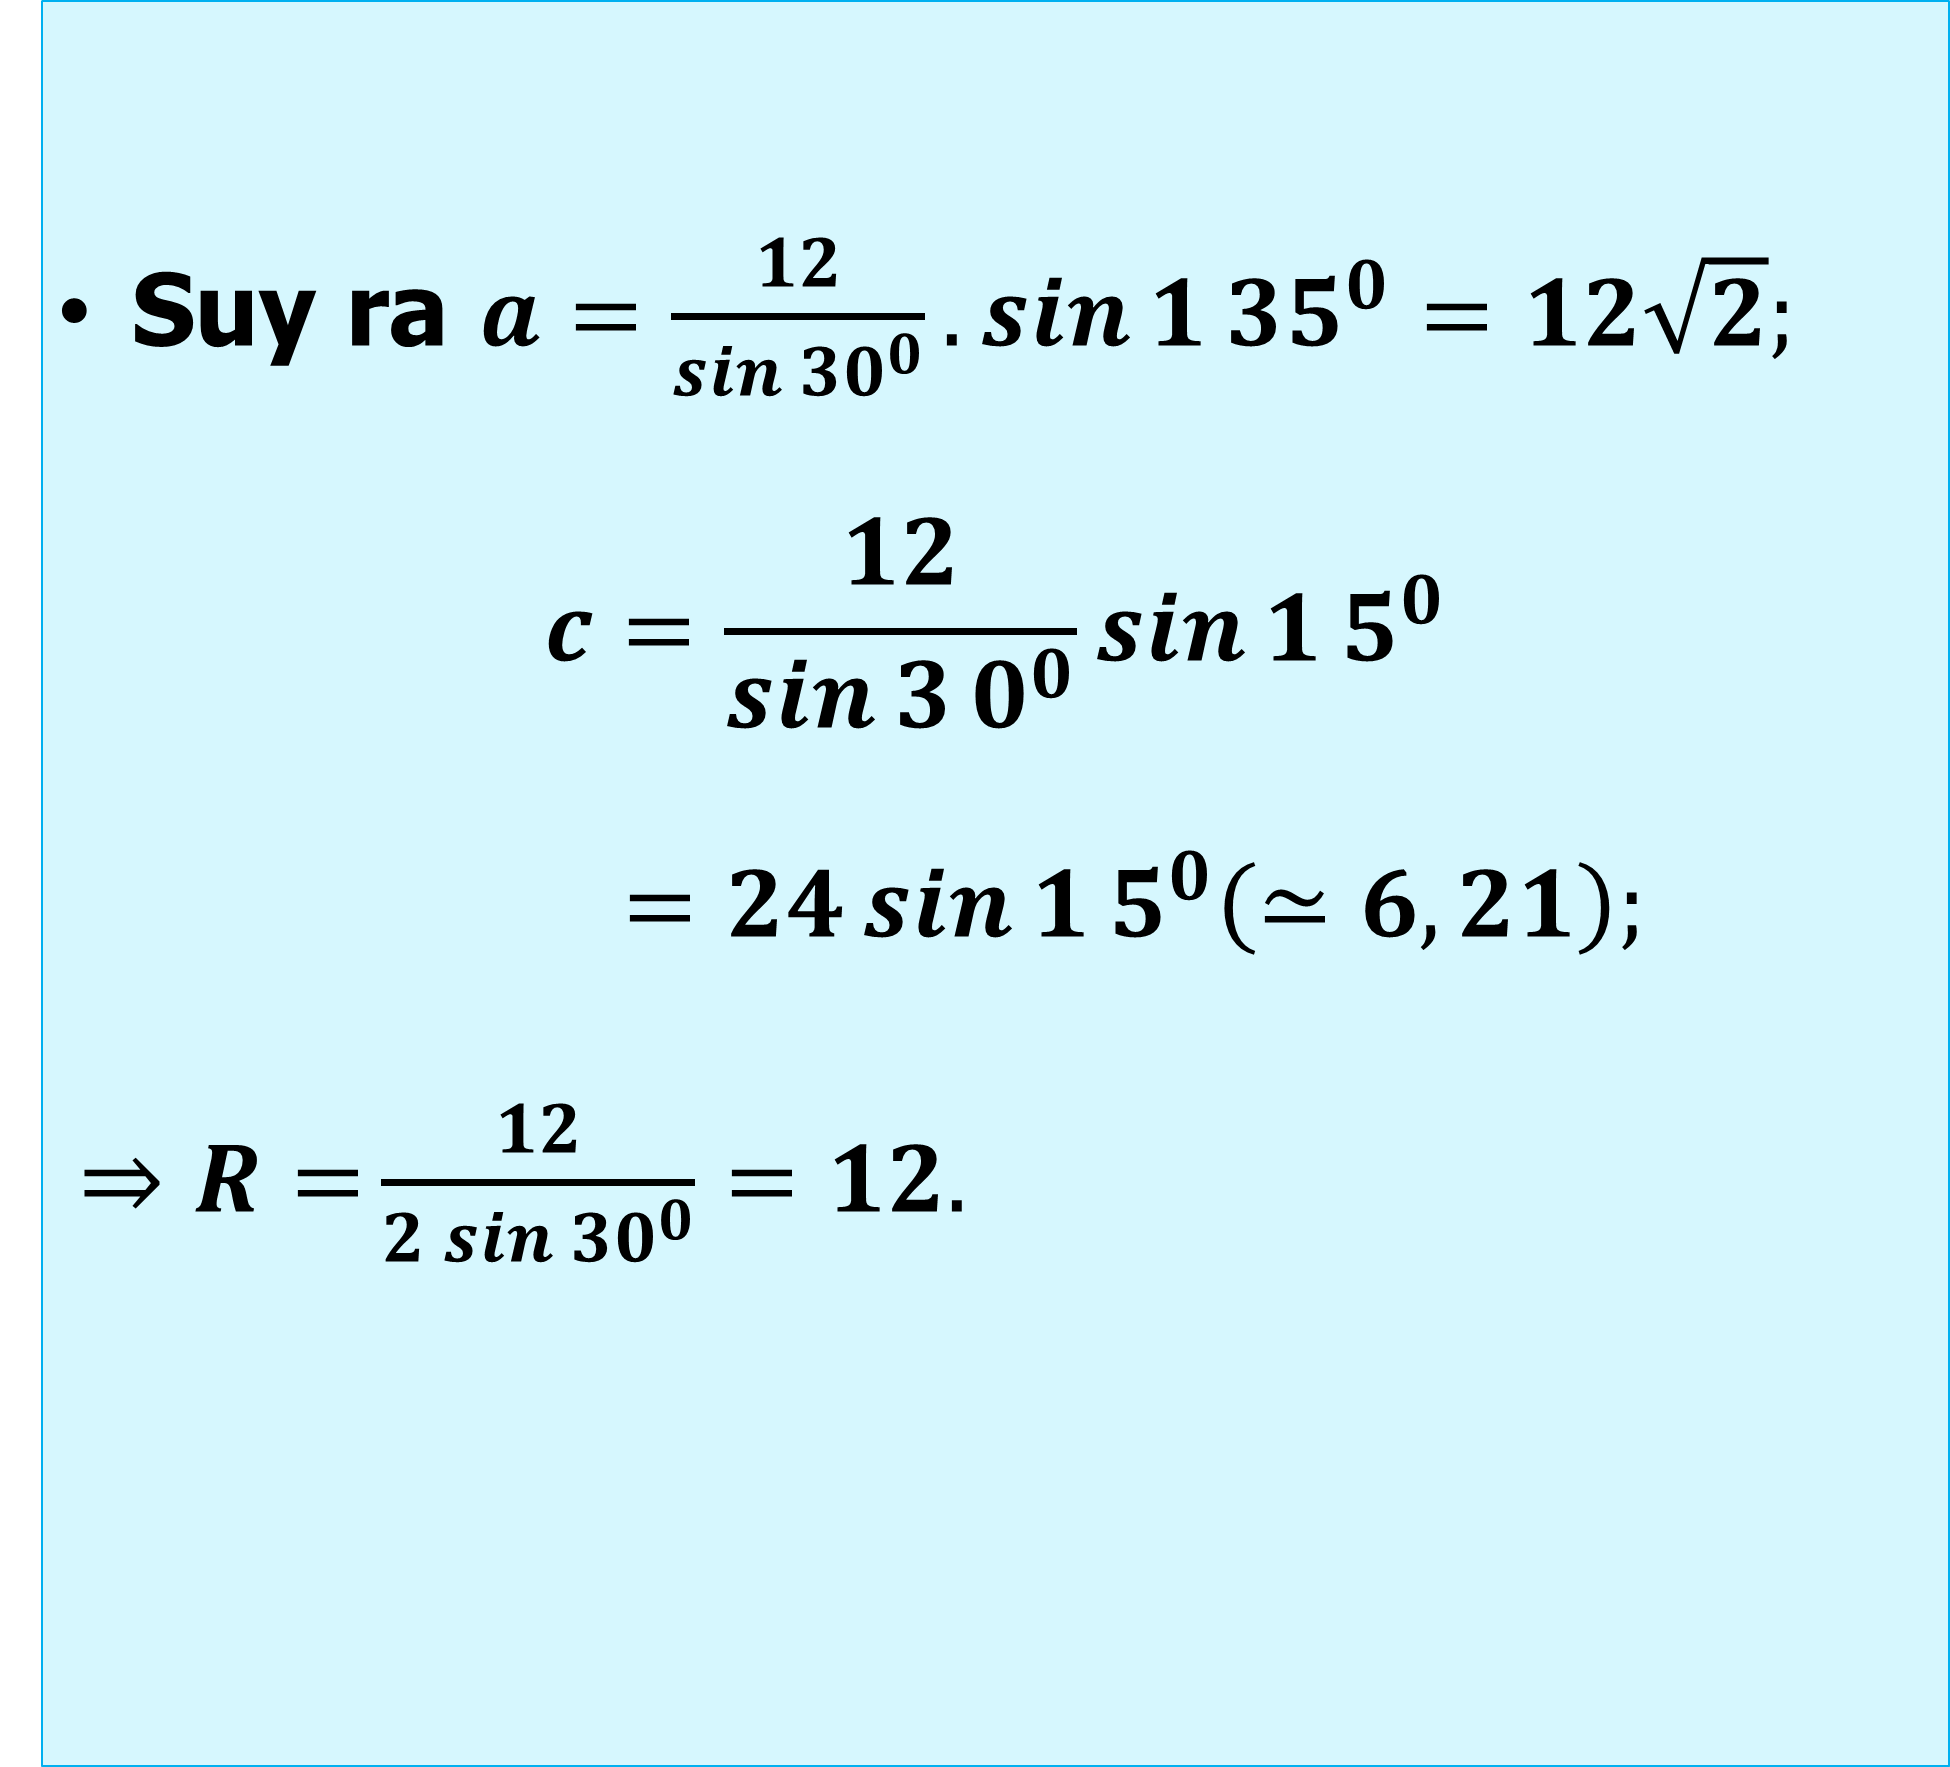 • Suy ra a = 12/sin 30⁰ . sin 135⁰ = 12√2;
c = 12/sin 30⁰ sin 15⁰
= 24 sin 15⁰(≃ 6,21);
⇒ R = 12/2 sin 30⁰ = 12.